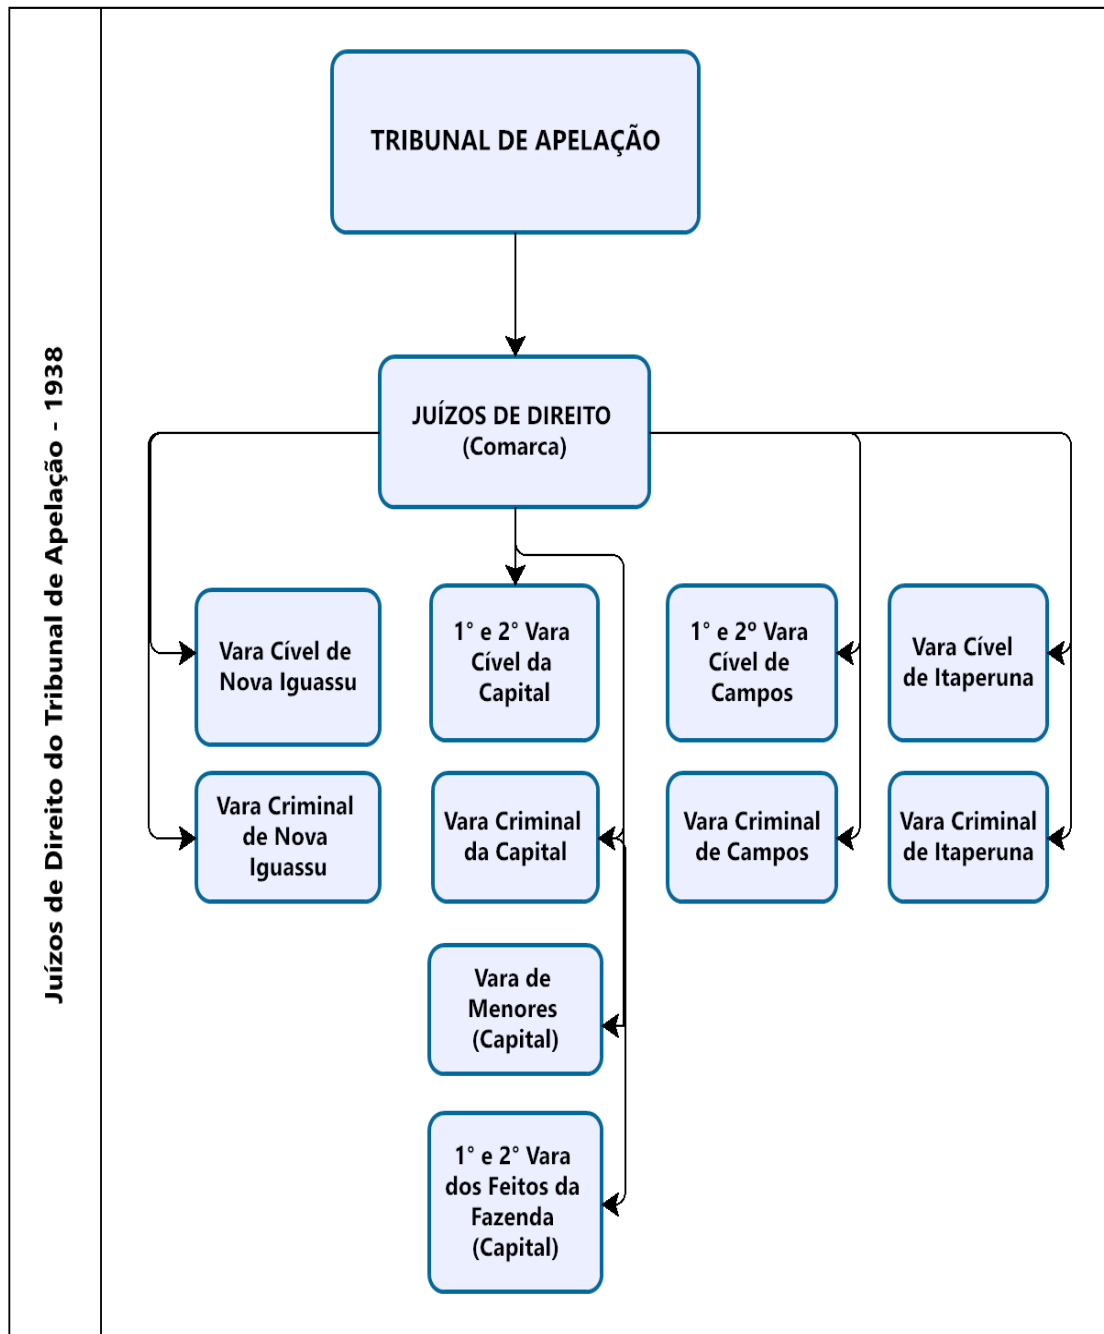 Juízos de Direito do Tribunal de Apelação - 1938
TRIBUNAL DE APELAÇÃO
JUÍZOS DE DIREITO
(Comarca)
Vara Cível de
Nova Iguassu
1° e 2° Vara
Cível da
Capital
1° e 2º Vara
Cível de
Campos
Vara Cível
de Itaperuna
Vara Criminal
de Nova
Iguassu
Vara Criminal
da Capital
Vara Criminal
de Campos
Vara Criminal
de Itaperuna
Vara de
Menores
(Capital)
1° e 2° Vara
dos Feitos da
Fazenda
(Capital)